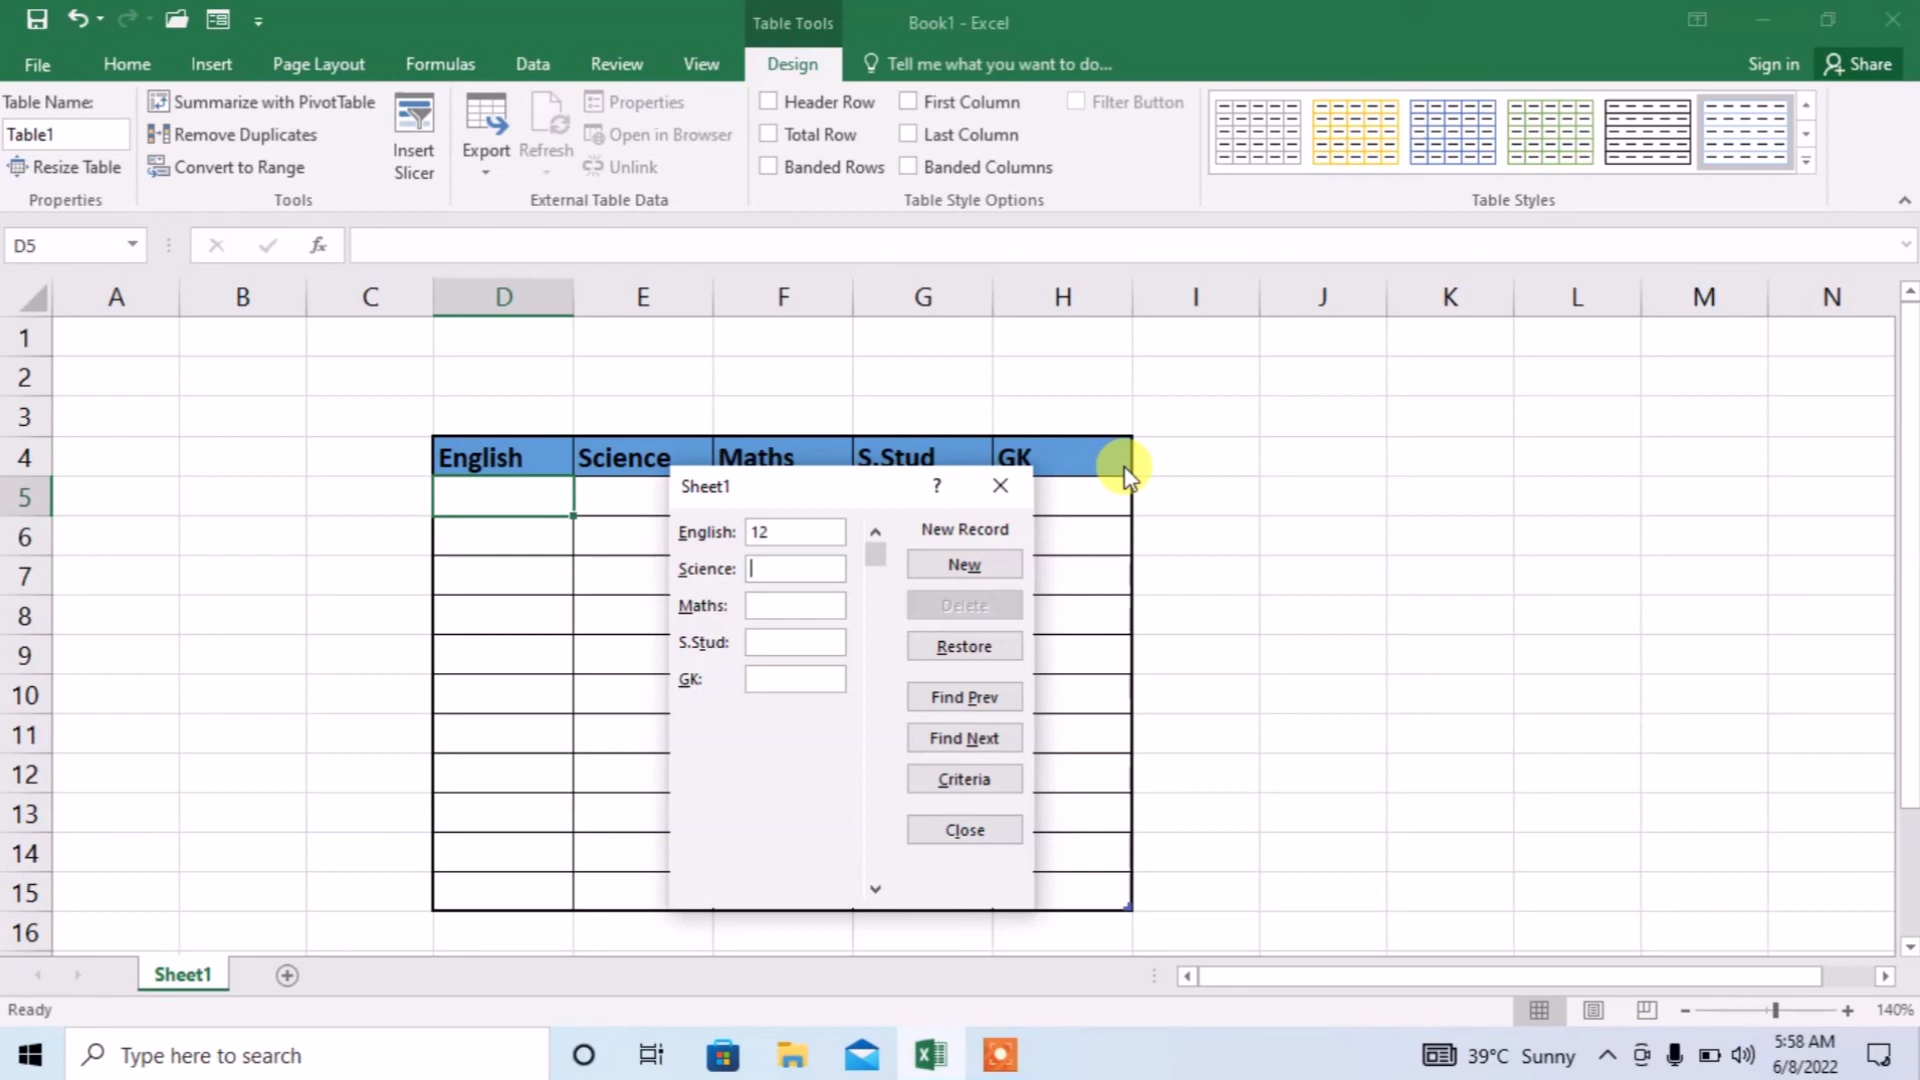 Table Tools
Book1 - Excel
File
Home
Insert
Page Layout
Formulas
Data
Review
View
Design
Tell me what you want to do...
Sign in
Share
Table Name:
Table1
Resize Table
Properties
Summarize with PivotTable
Remove Duplicates
Convert to Range
Tools
Insert
Slicer
Export
Refresh
Properties
Open in Browser
Unlink
External Table Data
Header Row
First Column
Filter Button
Total Row
Last Column
Banded Rows
Banded Columns
Table Style Options
Table Styles
D5
fx
A B C D E F G H I J K L M N
1
2
3
4 English Science Maths S.Stud GK
5
6
7
8
9
10
11
12
13
14
15
16
Sheet1 ?
English: 12
Science:
Maths:
S.Stud:
GK:
New Record
New
Delete
Restore
Find Prev
Find Next
Criteria
Close
Sheet1
Ready
140%
Type here to search
39°C Sunny
5:58 AM
6/8/2022